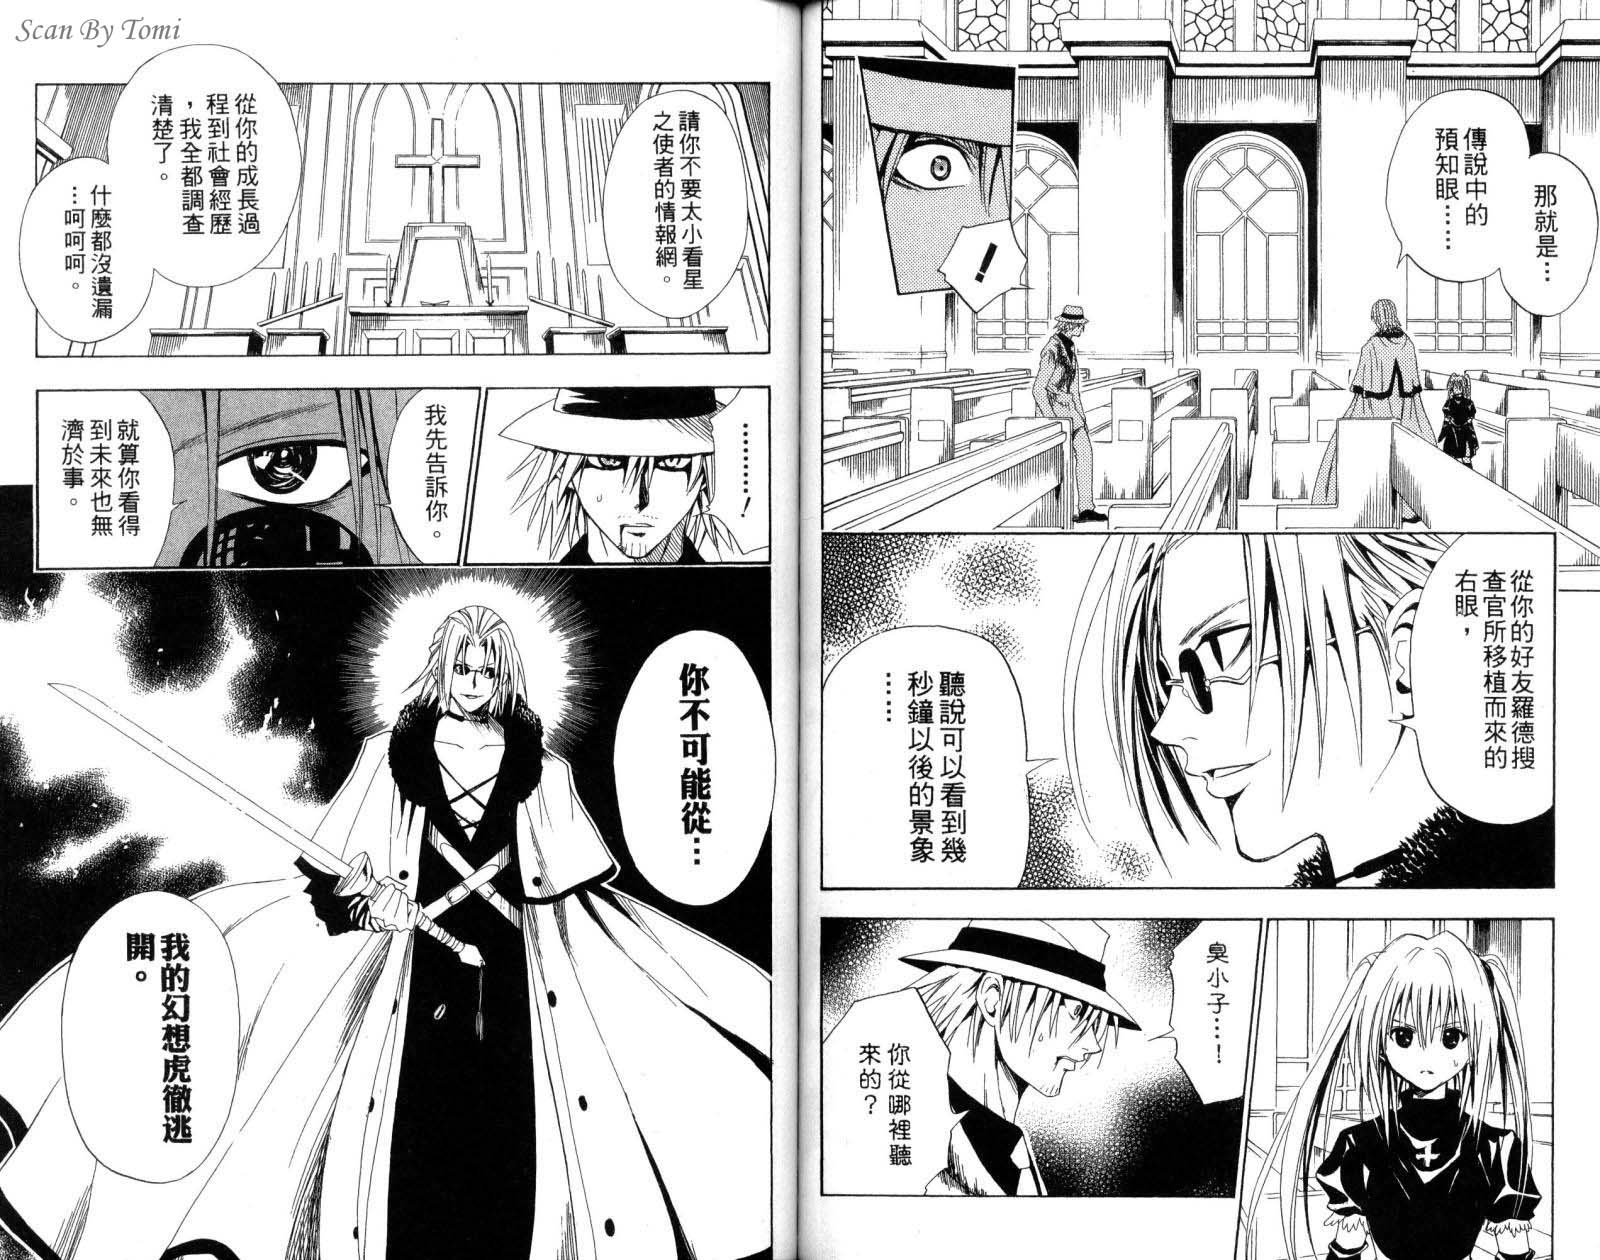 Scan By Tomi
那就是…
傳說中的
預知眼……
！
從你的好友羅德搜
查官所移植而來的
右眼，
聽說可以看到幾
秒鐘以後的景象
……
臭小子…！
你從哪裡聽
來的？
請你不要太小看星
之使者的情報網。
從你的成長過
程到社會經歷
，我全都調查
清楚了。
什麼都沒遺漏
…呵呵呵。
………！
我先告訴你。
就算你看得
到未來也無
濟於事。
你不可能從…
我的幻想虎徹逃
開。